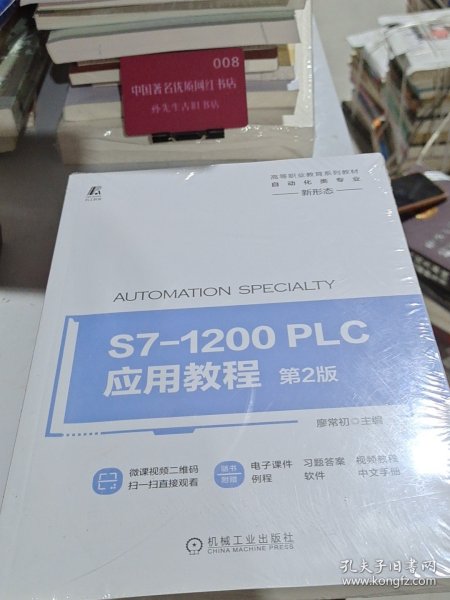 008
中国著名优质网红书店
孙先生古旧书店
高等职业教育系列教材
自动化类专业
新形态
AUTOMATION SPECIALTY
S7-1200 PLC
应用教程 第2版
廖常初 主编
微课视频二维码
扫一扫直接观看
随书附赠
电子课件 习题答案 视频教程
例程 软件 中文手册
机械工业出版社
CHINA MACHINE PRESS
孔夫子旧书网
www.kongfz.com